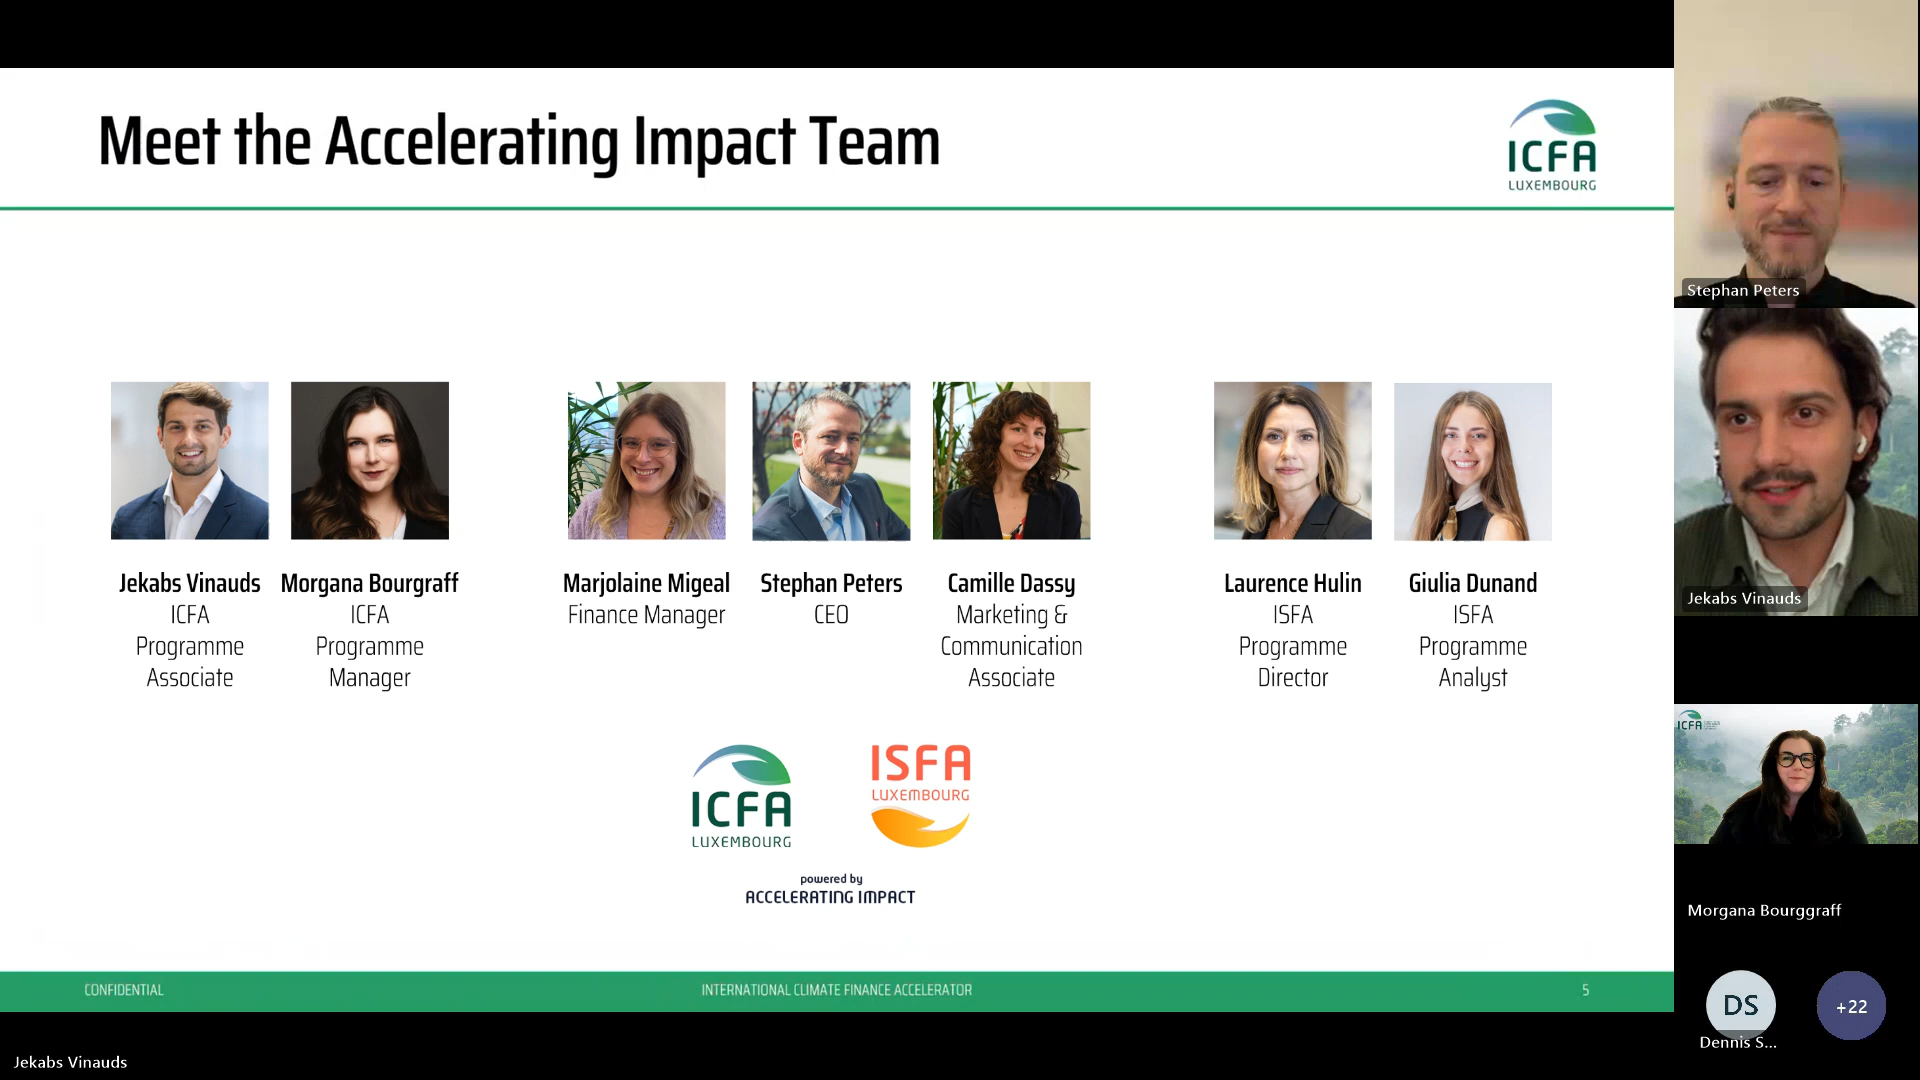 Meet the Accelerating Impact Team
ICFA
LUXEMBOURG
Jekabs Vinauds
ICFA
Programme
Associate
Morgana Bourgraff
ICFA
Programme
Manager
Marjolaine Migeal
Finance Manager
Stephan Peters
CEO
Camille Dassy
Marketing &
Communication
Associate
Laurence Hulin
ISFA
Programme
Director
Giulia Dunand
ISFA
Programme
Analyst
ICFA
LUXEMBOURG
ISFA
LUXEMBOURG
powered by
ACCELERATING IMPACT
CONFIDENTIAL
INTERNATIONAL CLIMATE FINANCE ACCELERATOR
5
Jekabs Vinauds
Stephan Peters
Jekabs Vinauds
ICFA
Morgana Bourggraff
DS
Dennis S...
+22